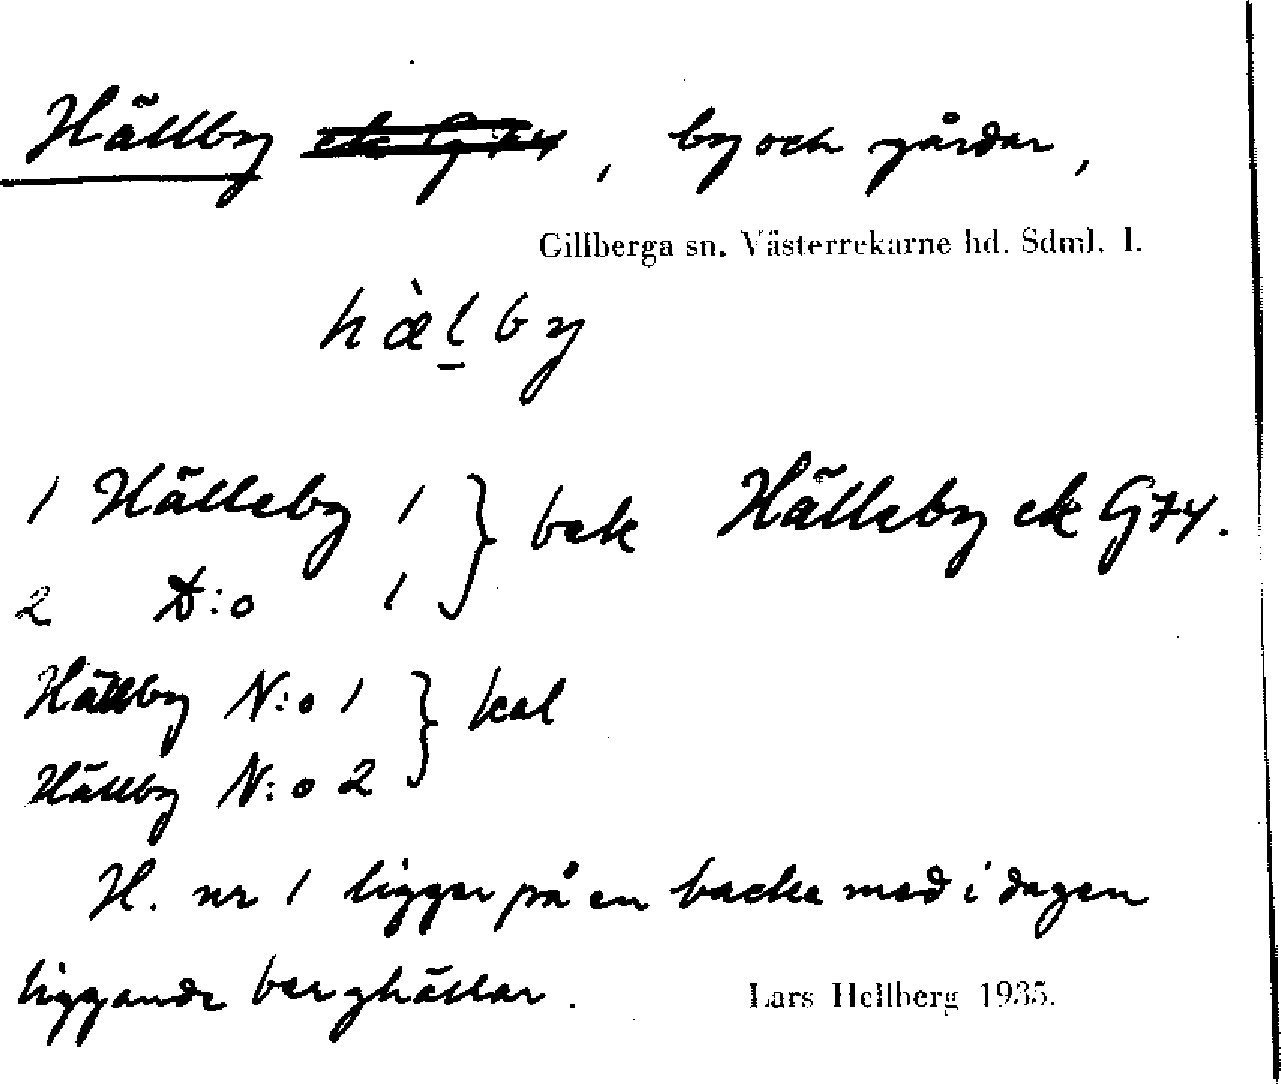 Hällby ek G74, by och gårdar,
Gillberga sn. Västerrekarne hd. Sdml. l.
hæ̀l̠by
1 Hälleby 1 } bek Hälleby ek G74.
2 D:o 1
Hällby N:o 1 } kal
Hällby N:o 2
H. nr 1 ligger på en backe med i dagen
liggande berghällar. Lars Hellberg 1935.